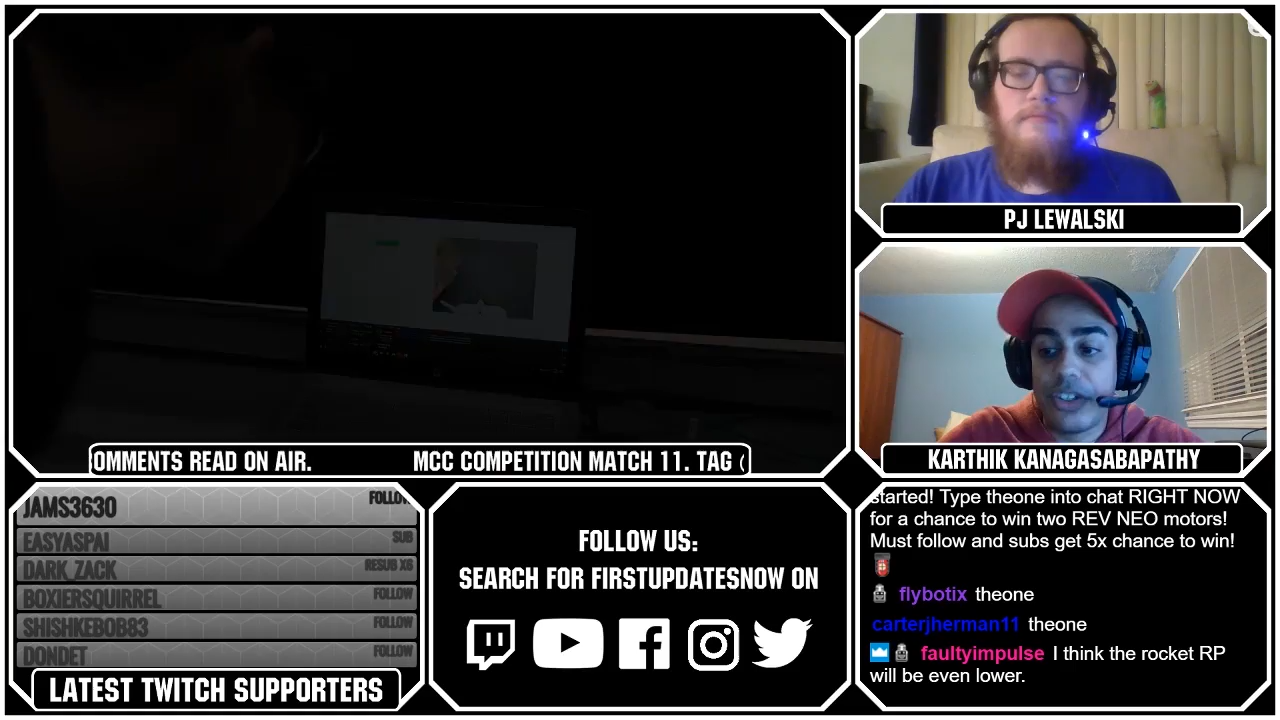 PJ LEWALSKI
KARTHIK KANAGASABAPATHY
OMMENTS READ ON AIR. MCC COMPETITION MATCH 11. TAG (
JAMS3630 FOLLOW
EASYASPAI SUB
DARK_ZACK RESUB X6
BOXIERSQUIRREL FOLLOW
SHISHKEBOB83 FOLLOW
DONDET FOLLOW
LATEST TWITCH SUPPORTERS
FOLLOW US:
SEARCH FOR FIRSTUPDATESNOW ON
started! Type theone into chat RIGHT NOW
for a chance to win two REV NEO motors!
Must follow and subs get 5x chance to win!
flybotix theone
carterjherman11 theone
faultyimpulse I think the rocket RP
will be even lower.